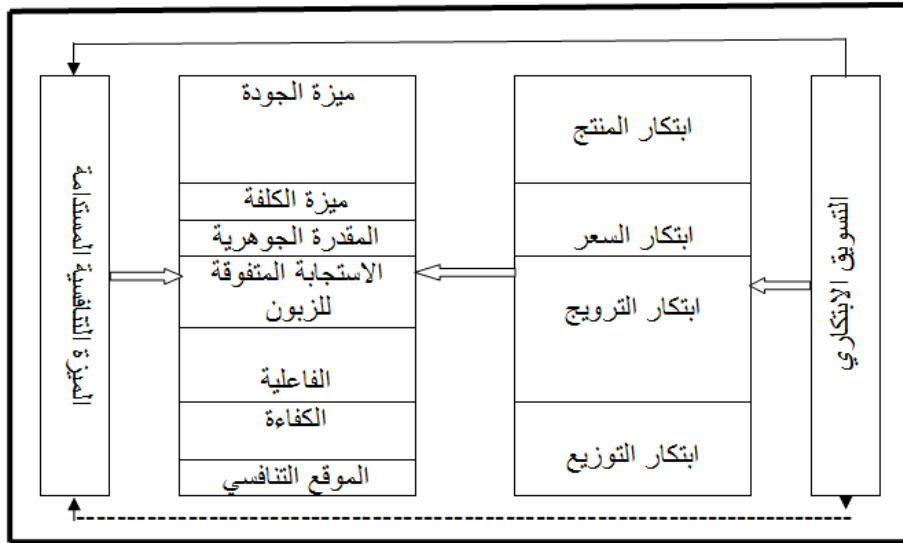 التسويق الابتكاري
ابتكار المنتج
ابتكار السعر
ابتكار الترويج
ابتكار التوزيع
ميزة الجودة
ميزة الكلفة
المقدرة الجوهرية
الاستجابة المتفوقة
للزبون
الفاعلية
الكفاءة
الموقع التنافسي
الميزة التنافسية المستدامة